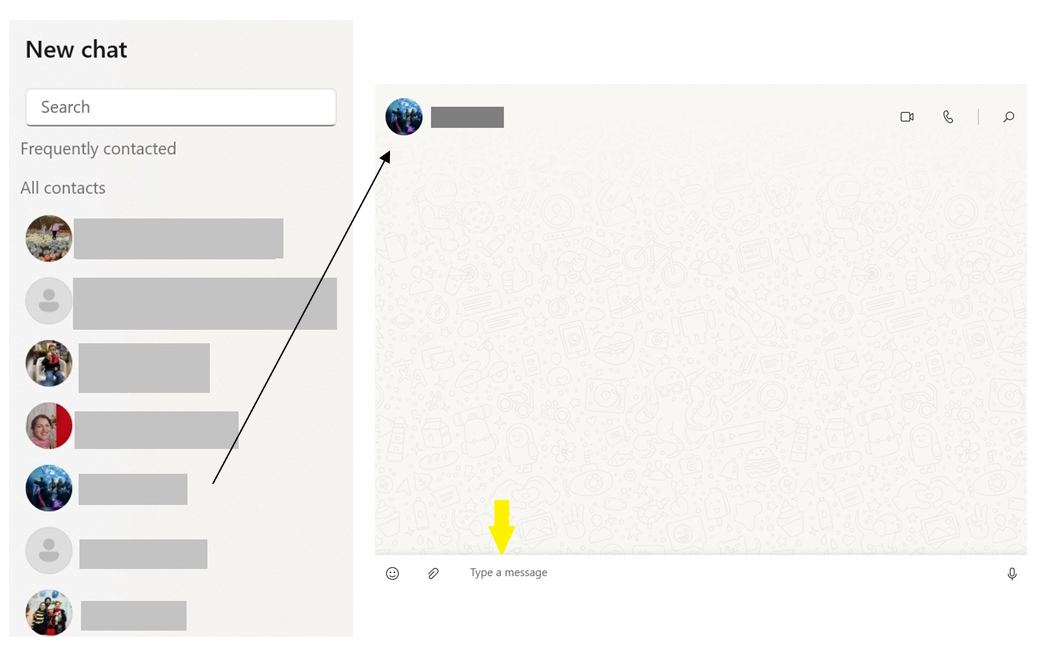 New chat
Search
Frequently contacted
All contacts
Type a message